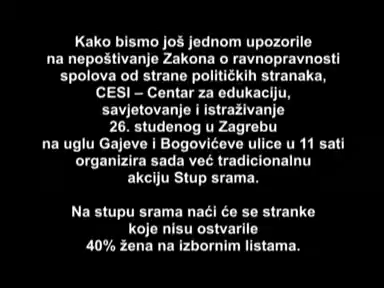 Kako bismo još jednom upozorile
na nepoštivanje Zakona o ravnopravnosti
spolova od strane političkih stranaka,
CESI – Centar za edukaciju,
savjetovanje i istraživanje
26. studenog u Zagrebu
na uglu Gajeve i Bogovićeve ulice u 11 sati
organizira sada već tradicionalnu
akciju Stup srama.
Na stupu srama naći će se stranke
koje nisu ostvarile
40% žena na izbornim listama.